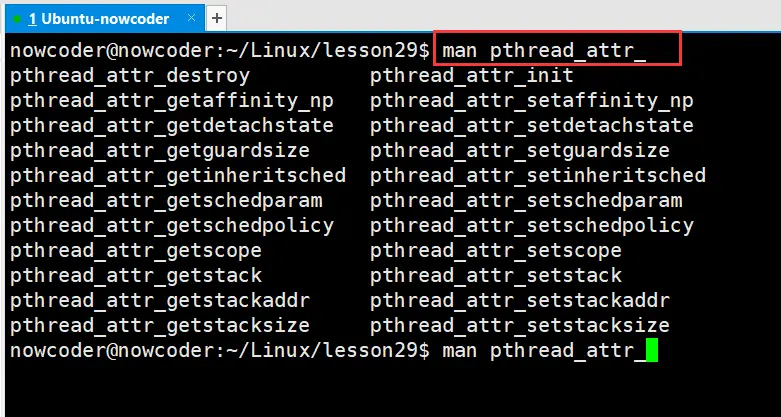 1 Ubuntu-nowcoder × +
nowcoder@nowcoder:~/Linux/lesson29$ man pthread_attr_
pthread_attr_destroy pthread_attr_init
pthread_attr_getaffinity_np pthread_attr_setaffinity_np
pthread_attr_getdetachstate pthread_attr_setdetachstate
pthread_attr_getguardsize pthread_attr_setguardsize
pthread_attr_getinheritsched pthread_attr_setinheritsched
pthread_attr_getschedparam pthread_attr_setschedparam
pthread_attr_getschedpolicy pthread_attr_setschedpolicy
pthread_attr_getscope pthread_attr_setscope
pthread_attr_getstack pthread_attr_setstack
pthread_attr_getstackaddr pthread_attr_setstackaddr
pthread_attr_getstacksize pthread_attr_setstacksize
nowcoder@nowcoder:~/Linux/lesson29$ man pthread_attr_